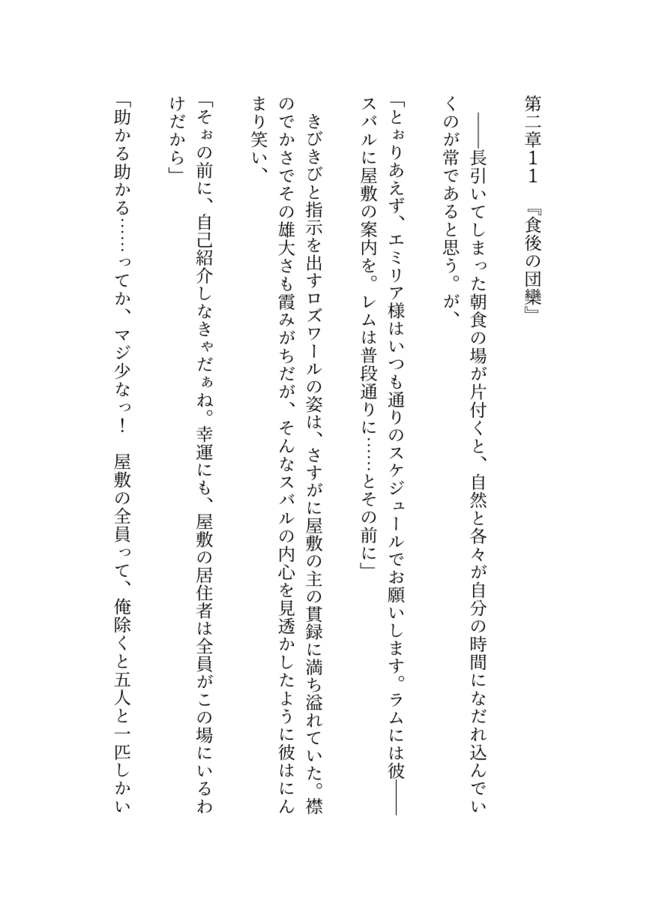 第二章１１　『食後の団欒』
　――長引いてしまった朝食の場が片付くと、自然と各々が自分の時間になだれ込んでい
くのが常であると思う。が、
「とぉりあえず、エミリア様はいつも通りのスケジュールでお願いします。ラムには彼――
スバルに屋敷の案内を。レムは普段通りに……とその前に」
　きびきびと指示を出すロズワールの姿は、さすがに屋敷の主の貫録に満ち溢れていた。襟
のでかさでその雄大さも霞みがちだが、そんなスバルの内心を見透かしたように彼はにん
まり笑い、
「そぉの前に、自己紹介しなきゃだぁね。幸運にも、屋敷の居住者は全員がこの場にいるわ
けだから」
「助かる助かる……ってか、マジ少なっ！　屋敷の全員って、俺除くと五人と一匹しかい